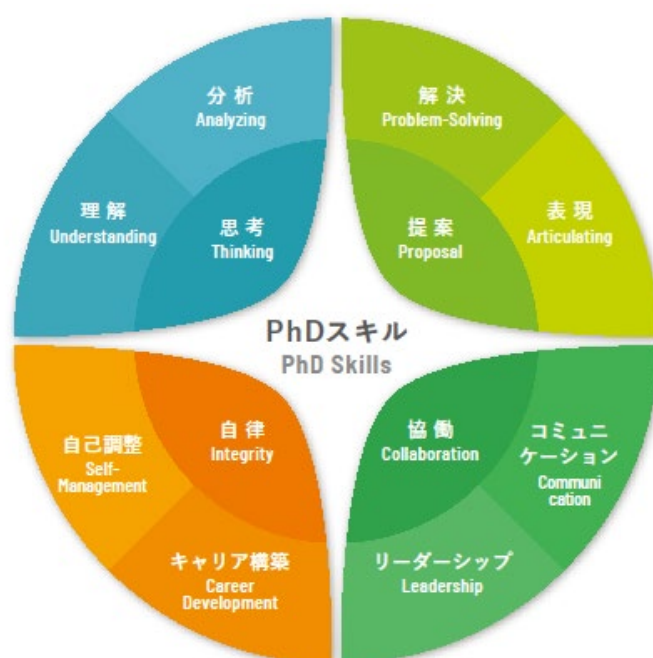 分析
Analyzing
理解
Understanding
思考
Thinking
解決
Problem-Solving
表現
Articulating
提案
Proposal
PhDスキル
PhD Skills
自己調整
Self-
Management
自律
Integrity
キャリア構築
Career
Development
協働
Collaboration
コミュニ
ケーション
Communi
cation
リーダーシップ
Leadership